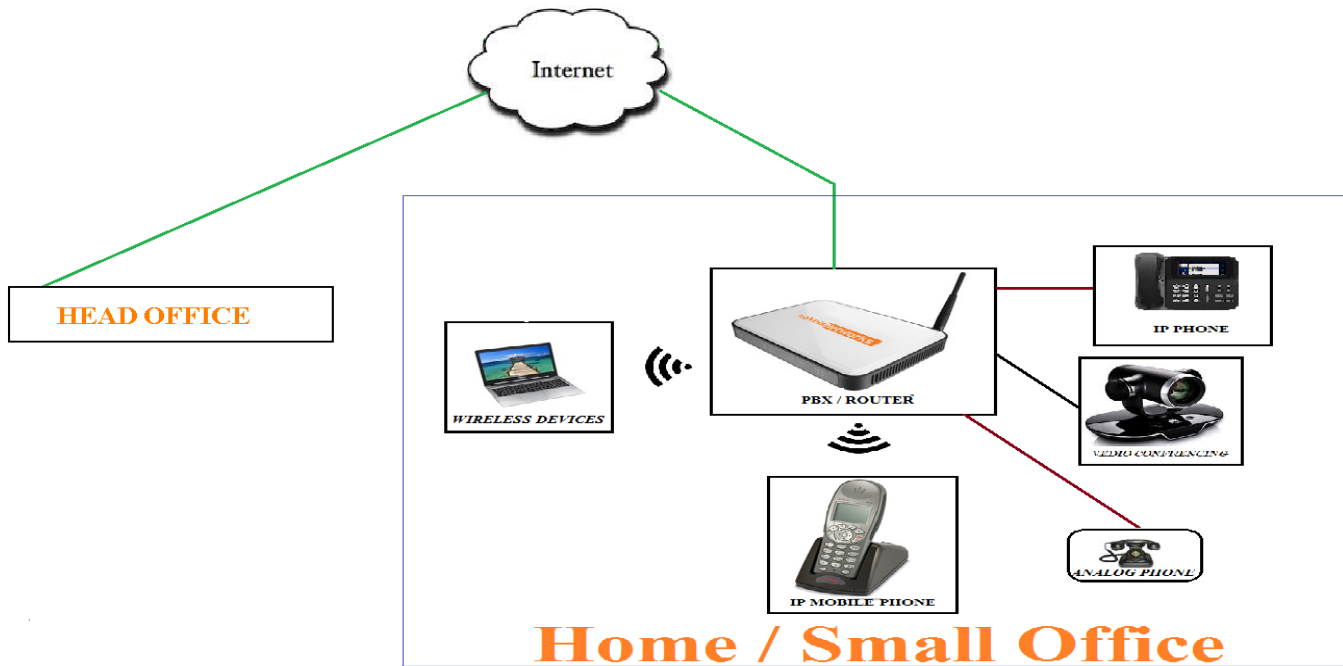 Internet
HEAD OFFICE
IP PHONE
PBX / ROUTER
WIRELESS DEVICES
VEDIO CONFRENCING
IP MOBILE PHONE
ANALOG PHONE
Home / Small Office